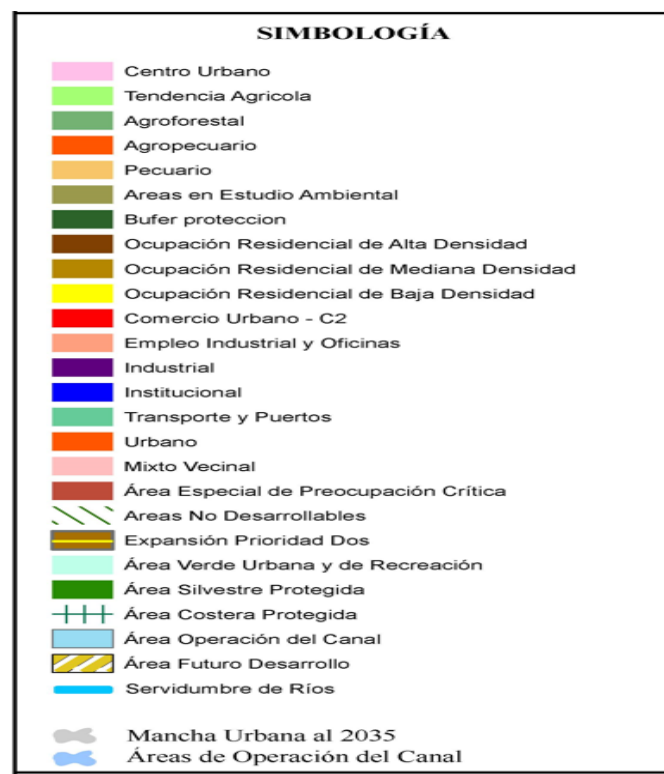 SIMBOLOGÍA
Centro Urbano
Tendencia Agricola
Agroforestal
Agropecuario
Pecuario
Areas en Estudio Ambiental
Bufer proteccion
Ocupación Residencial de Alta Densidad
Ocupación Residencial de Mediana Densidad
Ocupación Residencial de Baja Densidad
Comercio Urbano - C2
Empleo Industrial y Oficinas
Industrial
Institucional
Transporte y Puertos
Urbano
Mixto Vecinal
Área Especial de Preocupación Crítica
Areas No Desarrollables
Expansión Prioridad Dos
Área Verde Urbana y de Recreación
Área Silvestre Protegida
Área Costera Protegida
Área Operación del Canal
Área Futuro Desarrollo
Servidumbre de Ríos
Mancha Urbana al 2035
Áreas de Operación del Canal